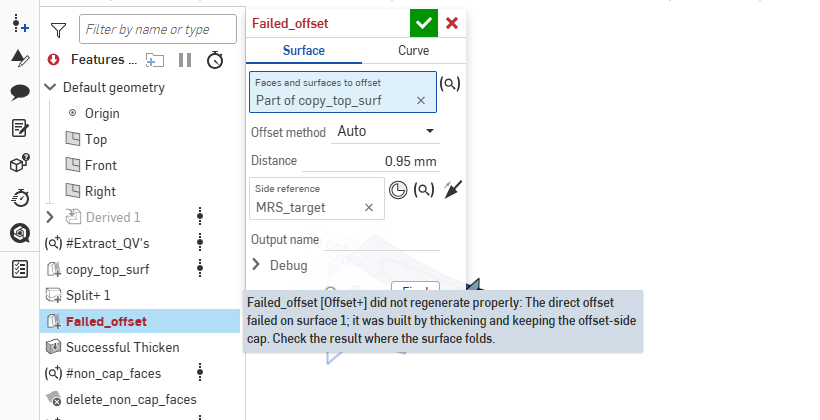 Failed_offset
Filter by name or type
Surface
Curve
Features ...
Faces and surfaces to offset
Part of copy_top_surf
Default geometry
Origin
Offset method
Auto
Top
Distance
0.95 mm
Front
Right
Side reference
MRS_target
Derived 1
#Extract_QV's
Output name
copy_top_surf
Debug
Split+ 1
Failed_offset [Offset+] did not regenerate properly: The direct offset
failed on surface 1; it was built by thickening and keeping the offset-side
cap. Check the result where the surface folds.
Failed_offset
Successful Thicken
#non_cap_faces
delete_non_cap_faces